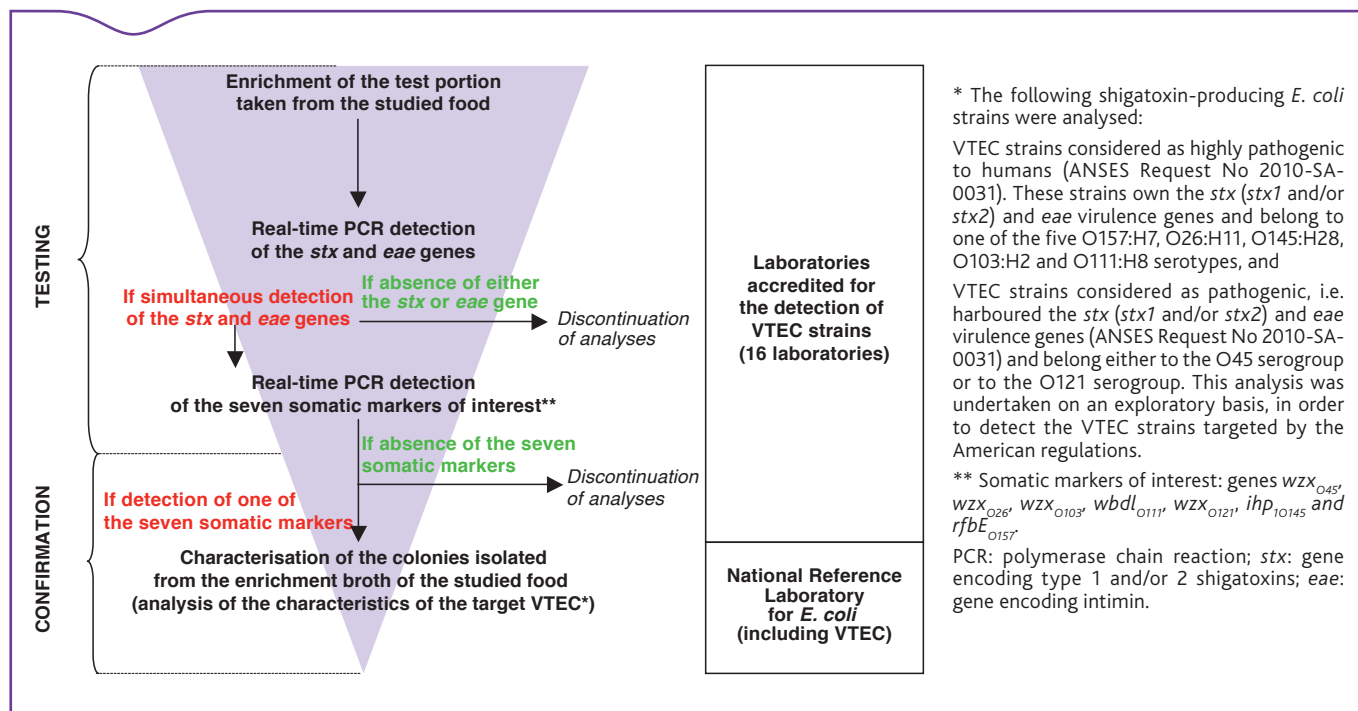 TESTING
CONFIRMATION
Enrichment of the test portion
taken from the studied food
Real-time PCR detection
of the stx and eae genes
If simultaneous detection
of the stx and eae genes
If absence of either
the stx or eae gene
Discontinuation
of analyses
Real-time PCR detection
of the seven somatic markers of interest**
If absence of the seven
somatic markers
Discontinuation
of analyses
If detection of one of
the seven somatic markers
Characterisation of the colonies isolated
from the enrichment broth of the studied food
(analysis of the characteristics of the target VTEC*)
Laboratories
accredited for
the detection of
VTEC strains
(16 laboratories)
National Reference
Laboratory
for E. coli
(including VTEC)
* The following shigatoxin-producing E. coli
strains were analysed:
VTEC strains considered as highly pathogenic
to humans (ANSES Request No 2010-SA-
0031). These strains own the stx (stx1 and/or
stx2) and eae virulence genes and belong to
one of the five O157:H7, O26:H11, O145:H28,
O103:H2 and O111:H8 serotypes, and
VTEC strains considered as pathogenic, i.e.
harboured the stx (stx1 and/or stx2) and eae
virulence genes (ANSES Request No 2010-SA-
0031) and belong either to the O45 serogroup
or to the O121 serogroup. This analysis was
undertaken on an exploratory basis, in order
to detect the VTEC strains targeted by the
American regulations.
** Somatic markers of interest: genes wzxO45,
wzxO26, wzxO103, wbdlO111, wzxO121, ihp1O145 and
rfbEO157.
PCR: polymerase chain reaction; stx: gene
encoding type 1 and/or 2 shigatoxins; eae:
gene encoding intimin.